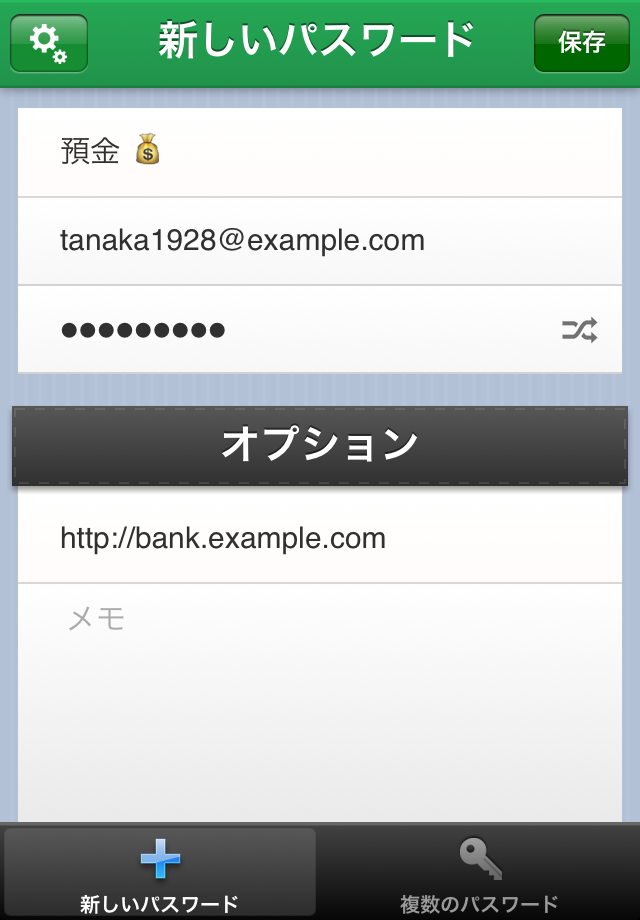 新しいパスワード
保存
預金 💰
tanaka1928@example.com
●●●●●●●●●
オプション
http://bank.example.com
メモ
新しいパスワード
複数のパスワード